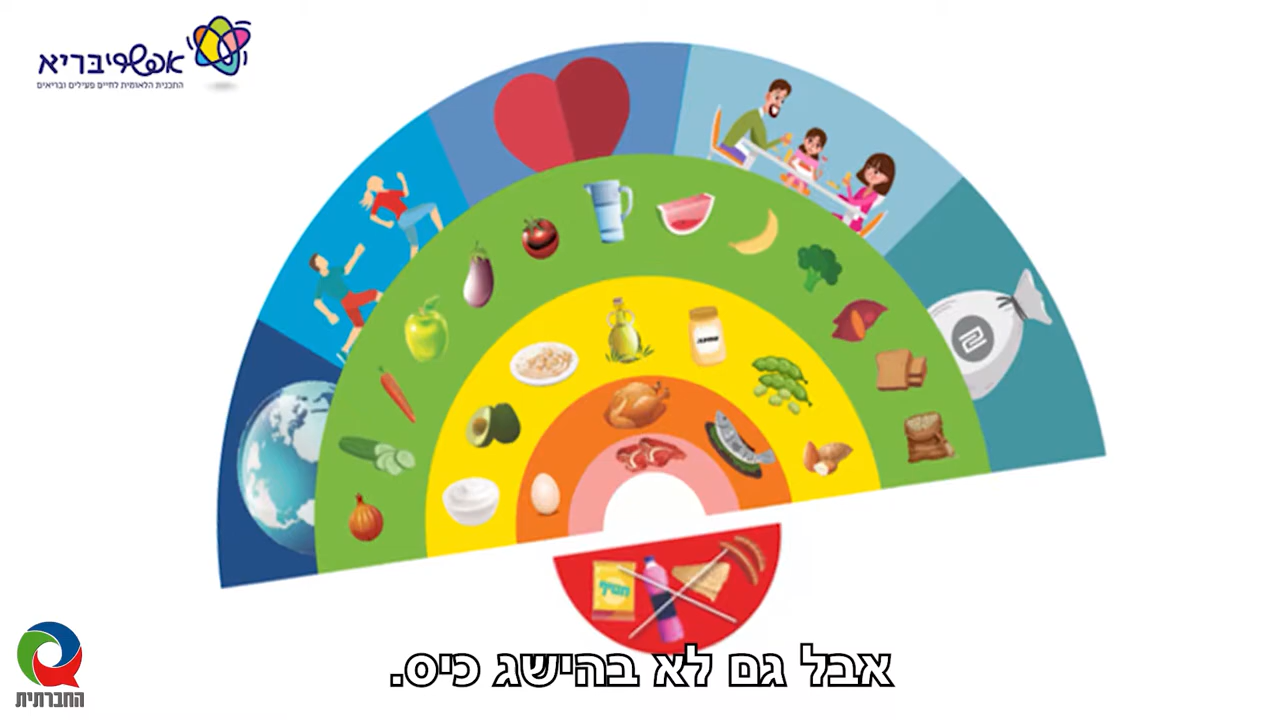 אפשריבריא
התכנית הלאומית לחיים פעילים ובריאים
חטיף
אבל גם לא בהישג כיס.
החברתית